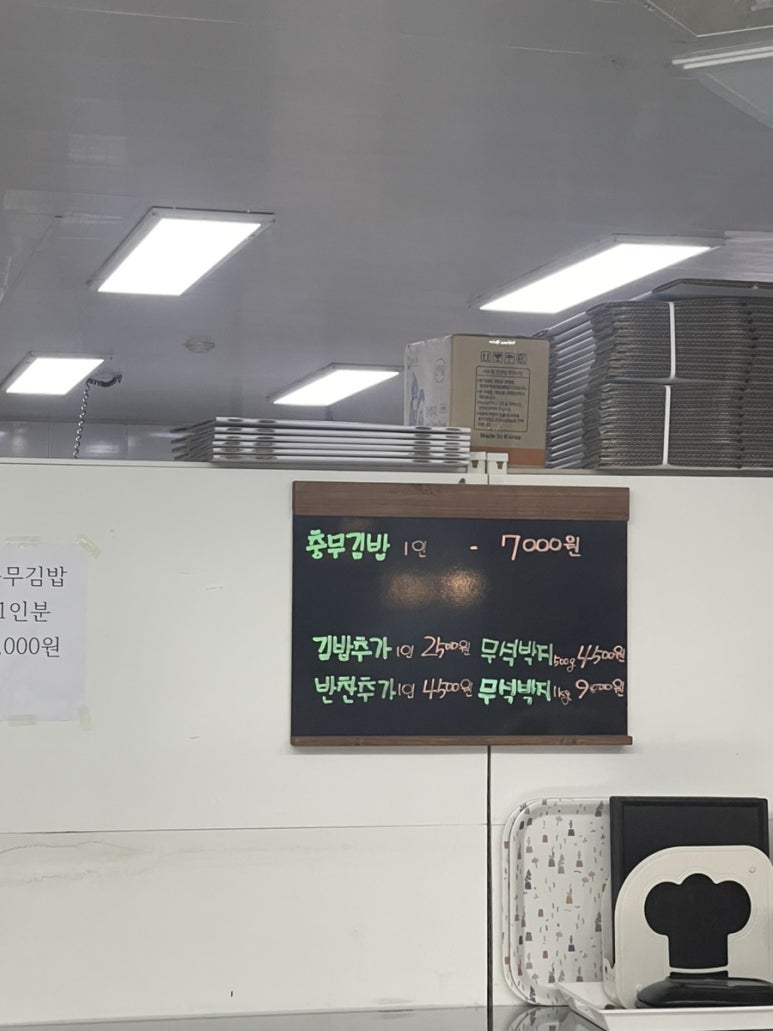 무김밥
1인분
,000원
충무김밥 1인 - 7000원
김밥추가 1인 2500원 무석박지 500g 4500원
반찬추가 1인 4500원 무석박지 1kg 9000원
Made In Korea